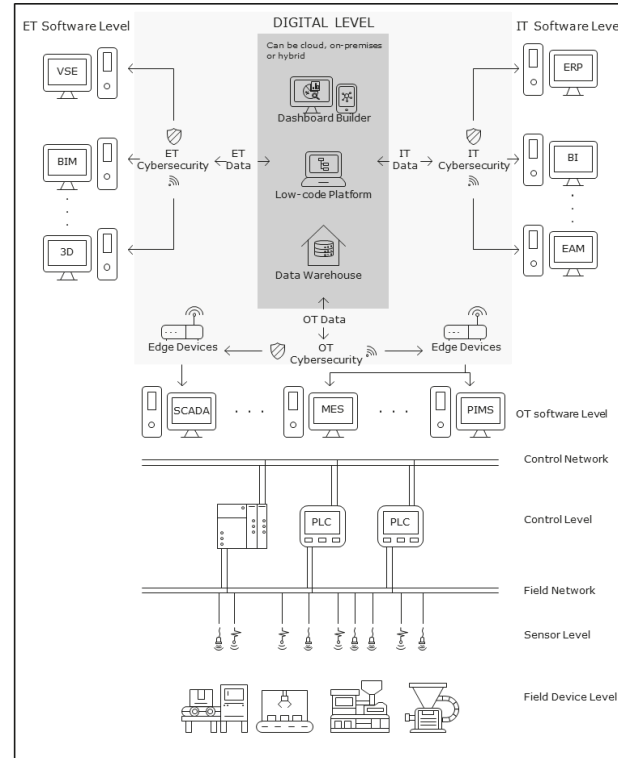 ET Software Level
DIGITAL LEVEL
IT Software Level
Can be cloud, on-premises
or hybrid
VSE
ERP
Dashboard Builder
BIM
ET
Cybersecurity
ET
Data
IT
Data
IT
Cybersecurity
BI
Low-code Platform
3D
EAM
Data Warehouse
OT Data
OT
Cybersecurity
Edge Devices
Edge Devices
SCADA
MES
PIMS
OT software Level
Control Network
PLC
PLC
Control Level
Field Network
Sensor Level
Field Device Level